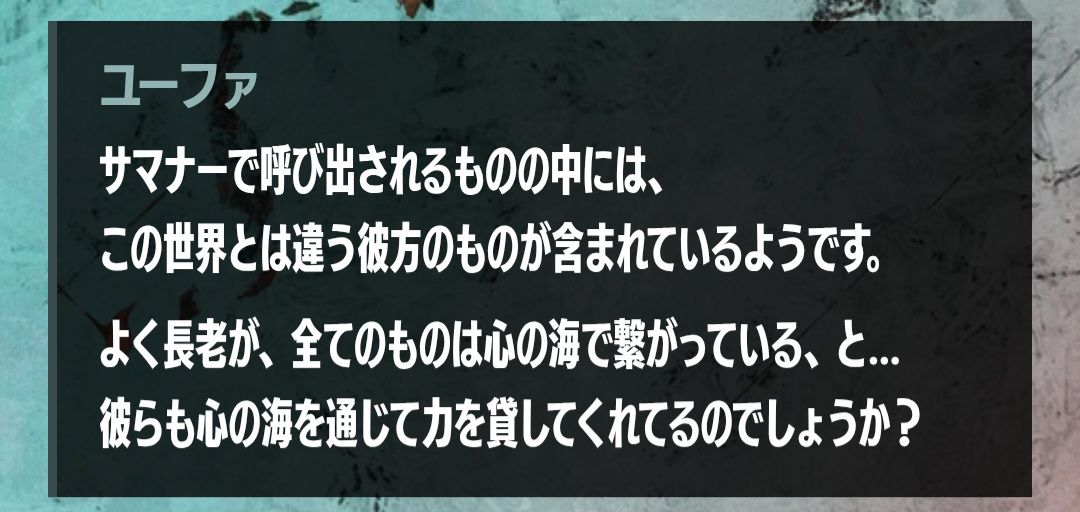 ユーファ
サマナーで呼び出されるものの中には、
この世界とは違う彼方のものが含まれているようです。
よく長老が、全てのものは心の海で繋がっている、と…
彼らも心の海を通じて力を貸してくれてるのでしょうか？